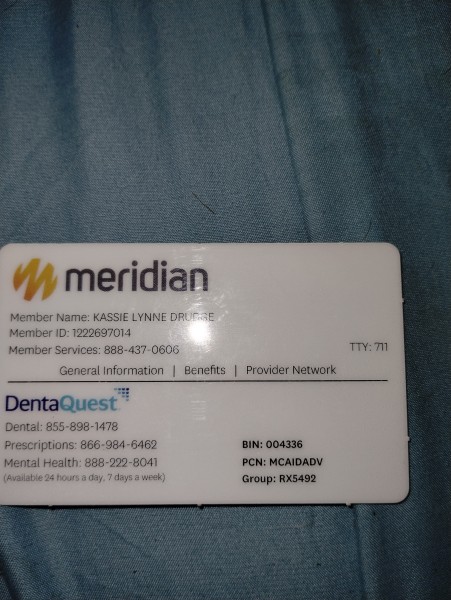 meridian
Member Name: KASSIE LYNNE DRUDGE
Member ID: 1222697014
Member Services: 888-437-0606 TTY: 711
General Information | Benefits | Provider Network
DentaQuest
Dental: 855-898-1478
Prescriptions: 866-984-6462 BIN: 004336
Mental Health: 888-222-8041 PCN: MCAIDADV
(Available 24 hours a day, 7 days a week) Group: RX5492